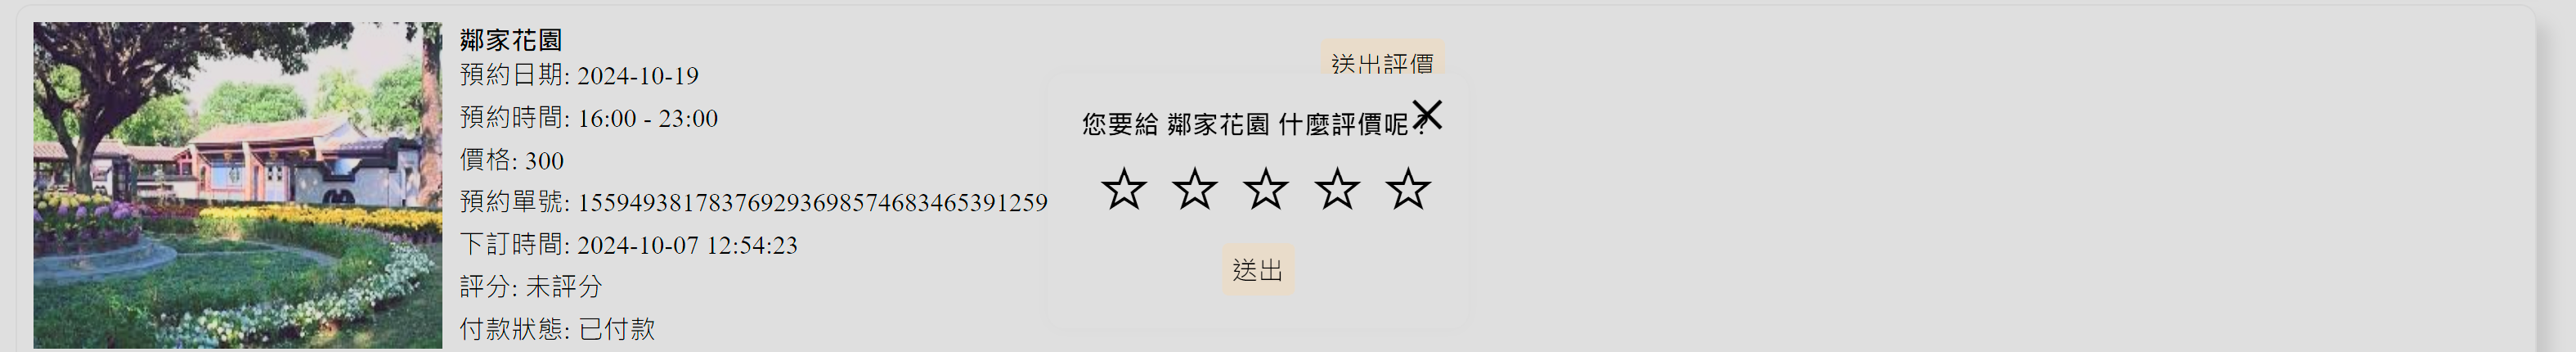 鄰家花園
預約日期: 2024-10-19
預約時間: 16:00 - 23:00
價格: 300
預約單號: 15594938178376929369857468346539​1259
下訂時間: 2024-10-07 12:54:23
評分: 未評分
付款狀態: 已付款
送出評價
您要給 鄰家花園 什麼評價呢?
送出